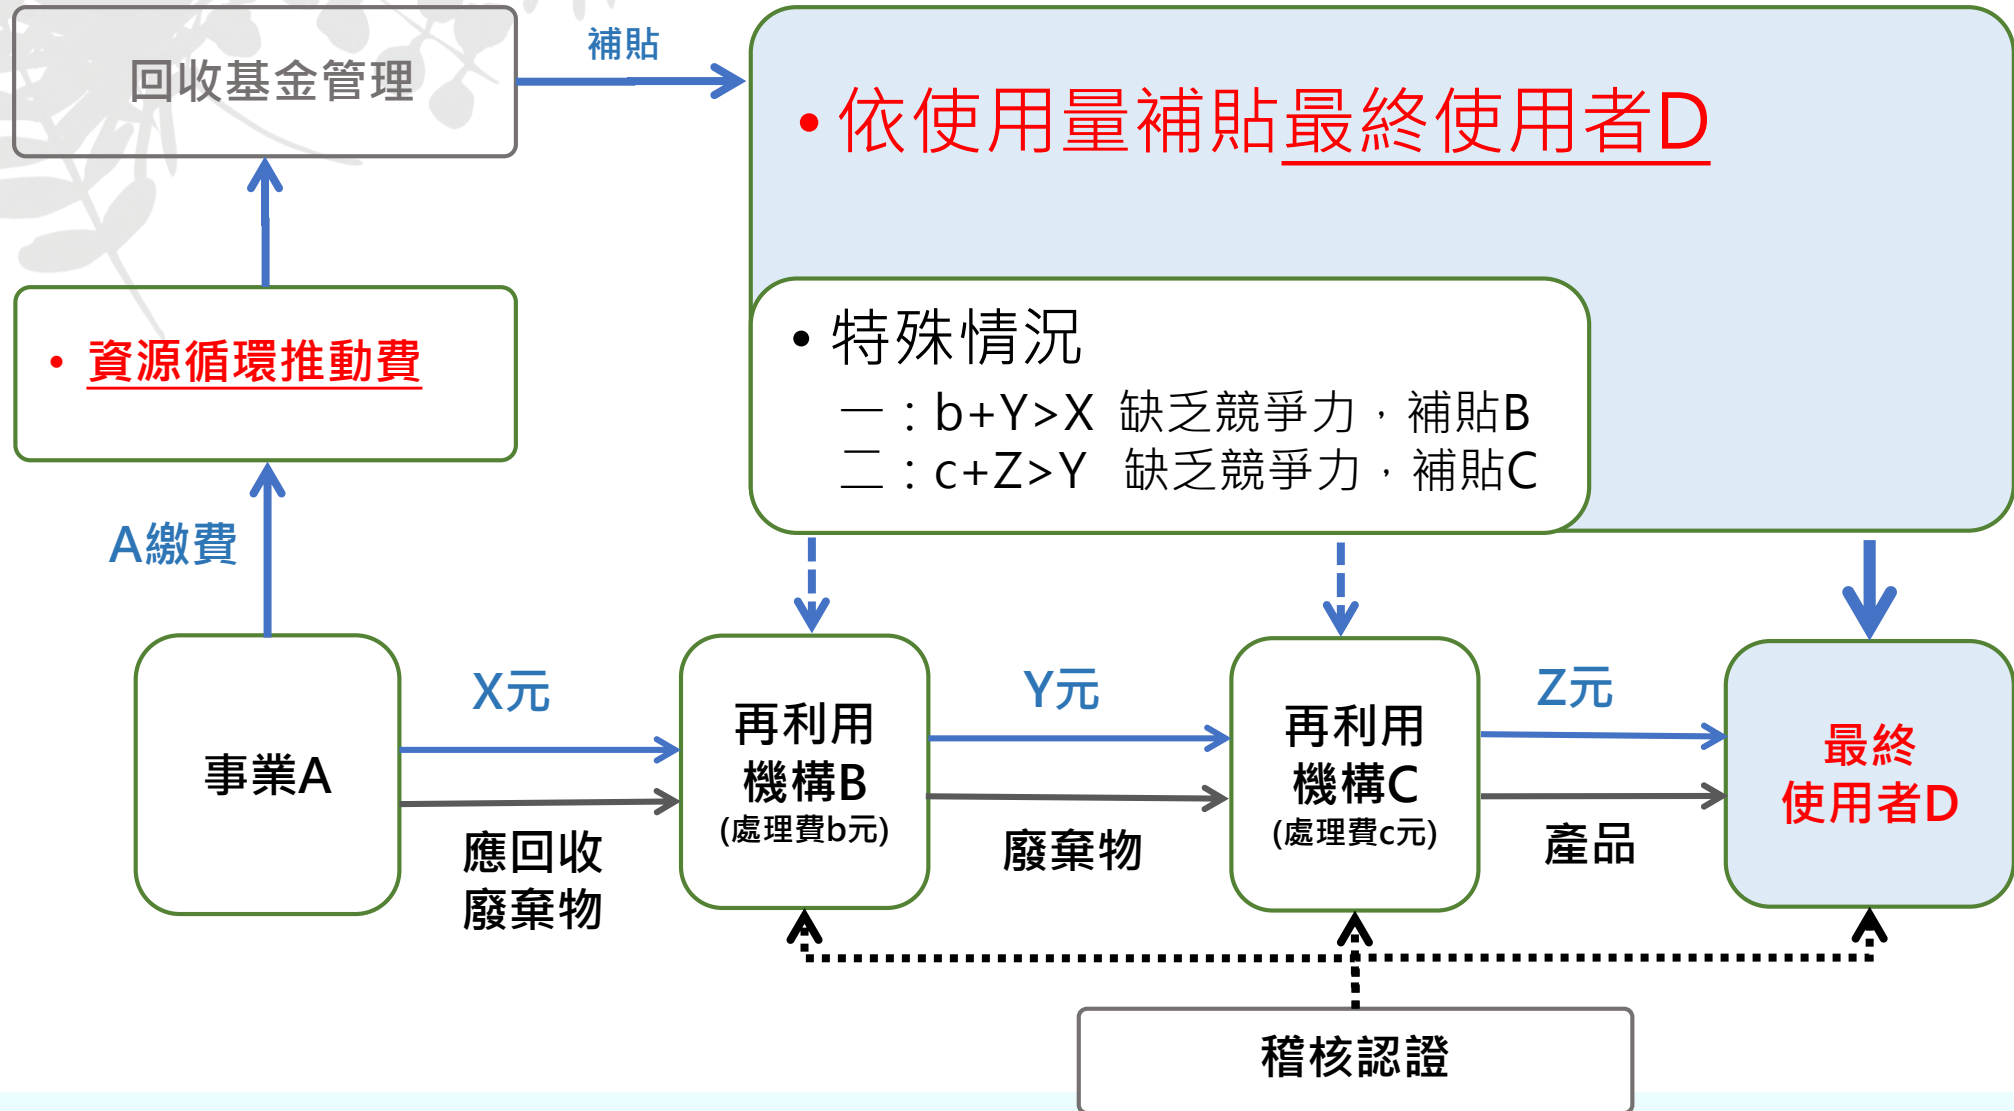 回收基金管理
補貼
• 依使用量補貼最終使用者D
• 特殊情況
一：b+Y>X 缺乏競爭力，補貼B
二：c+Z>Y 缺乏競爭力，補貼C
• 資源循環推動費
A繳費
事業A
X元
應回收
廢棄物
再利用
機構B
(處理費b元)
Y元
廢棄物
再利用
機構C
(處理費c元)
Z元
產品
最終
使用者D
稽核認證